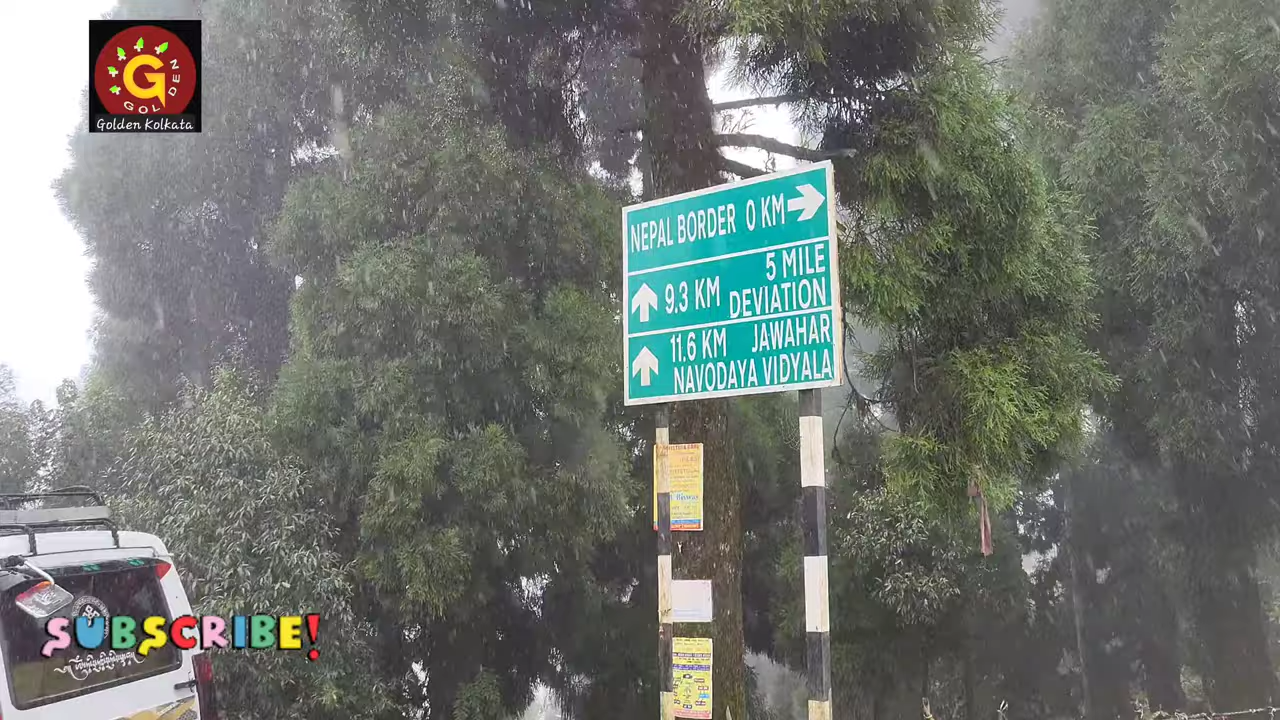 G
GOLDEN
Golden Kolkata
NEPAL BORDER 0 KM
9.3 KM 5 MILE
DEVIATION
11.6 KM JAWAHAR
NAVODAYA VIDYALA
SUBSCRIBE!